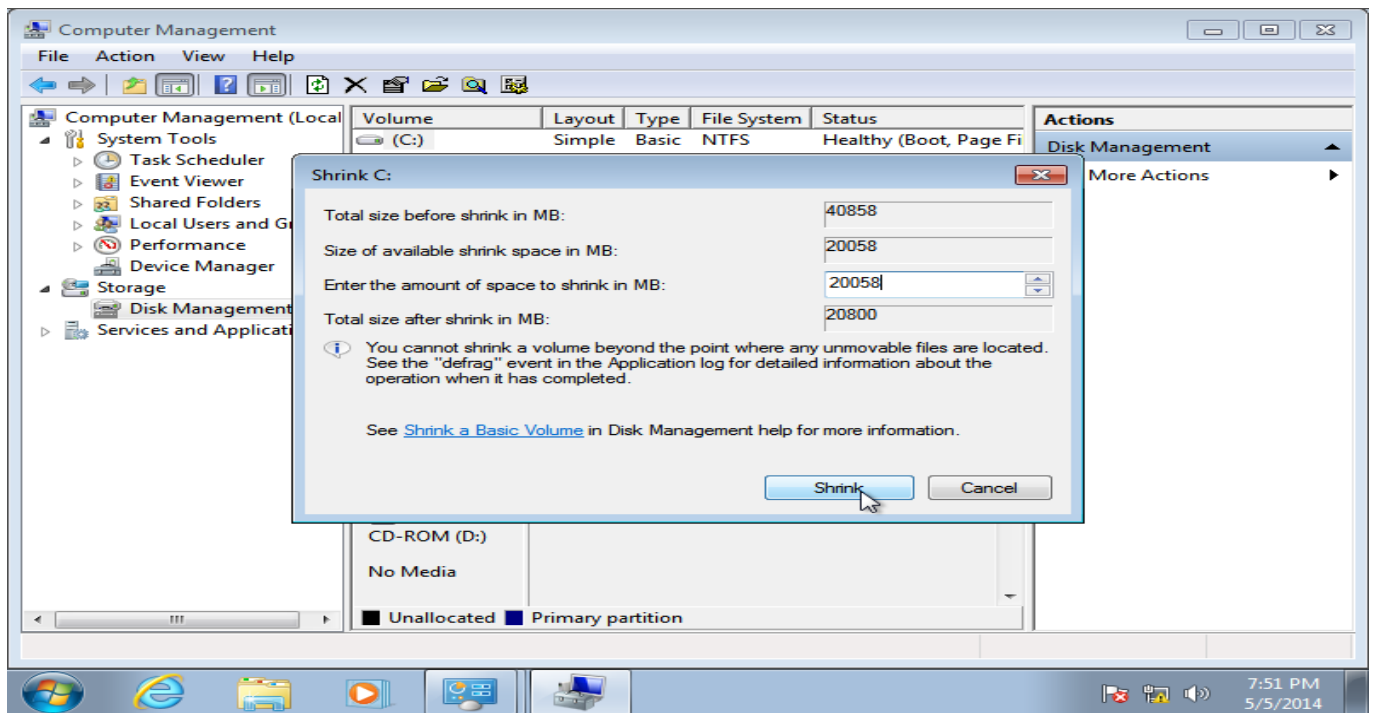 Computer Management
File Action View Help
Computer Management (Local
System Tools
Task Scheduler
Event Viewer
Shared Folders
Local Users and Gr
Performance
Device Manager
Storage
Disk Management
Services and Applicati
Volume Layout Type File System Status
(C:) Simple Basic NTFS Healthy (Boot, Page Fi
Actions
Disk Management
More Actions
Shrink C:
Total size before shrink in MB: 40858
Size of available shrink space in MB: 20058
Enter the amount of space to shrink in MB: 20058
Total size after shrink in MB: 20800
You cannot shrink a volume beyond the point where any unmovable files are located.
See the "defrag" event in the Application log for detailed information about the
operation when it has completed.
See Shrink a Basic Volume in Disk Management help for more information.
Shrink Cancel
CD-ROM (D:)
No Media
Unallocated Primary partition
7:51 PM
5/5/2014